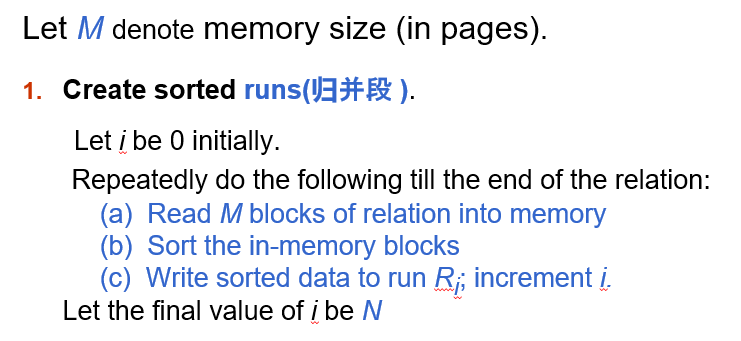 Let M denote memory size (in pages).
1. Create sorted runs(归并段 ).
Let i be 0 initially.
Repeatedly do the following till the end of the relation:
(a) Read M blocks of relation into memory
(b) Sort the in-memory blocks
(c) Write sorted data to run Ri; increment i.
Let the final value of i be N